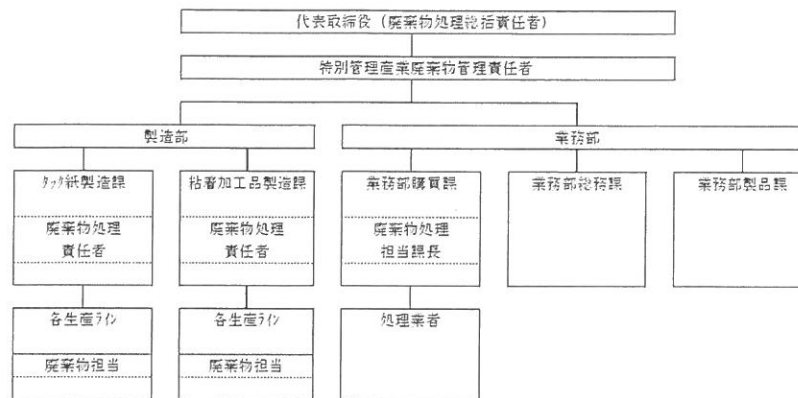 代表取締役（廃棄物処理総括責任者）
特別管理産業廃棄物管理責任者
製造部
業務部
ﾀｯｸ紙製造課
粘着加工品製造課
業務部購買課
業務部総務課
業務部製品課
廃棄物処理
責任者
廃棄物処理
責任者
廃棄物処理
担当課長
各生産ﾗｲﾝ
各生産ﾗｲﾝ
処理業者
廃棄物担当
廃棄物担当